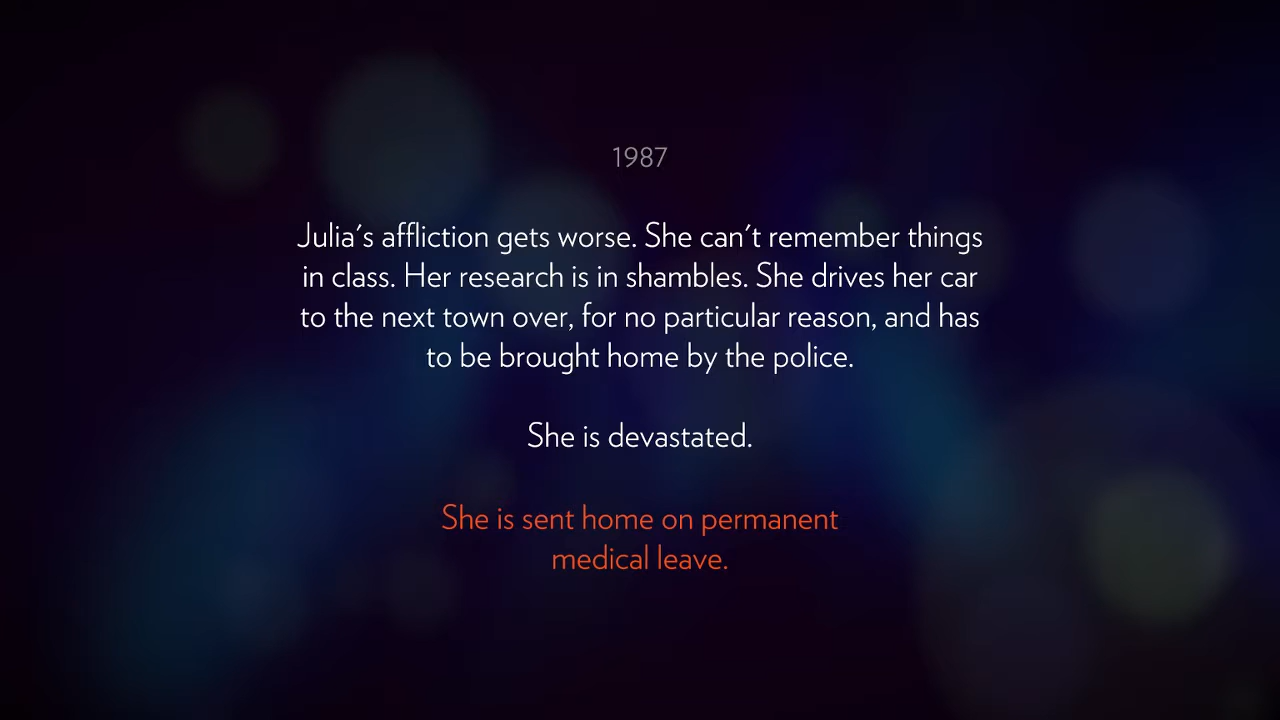 1987
Julia's affliction gets worse. She can't remember things
in class. Her research is in shambles. She drives her car
to the next town over, for no particular reason, and has
to be brought home by the police.
She is devastated.
She is sent home on permanent
medical leave.